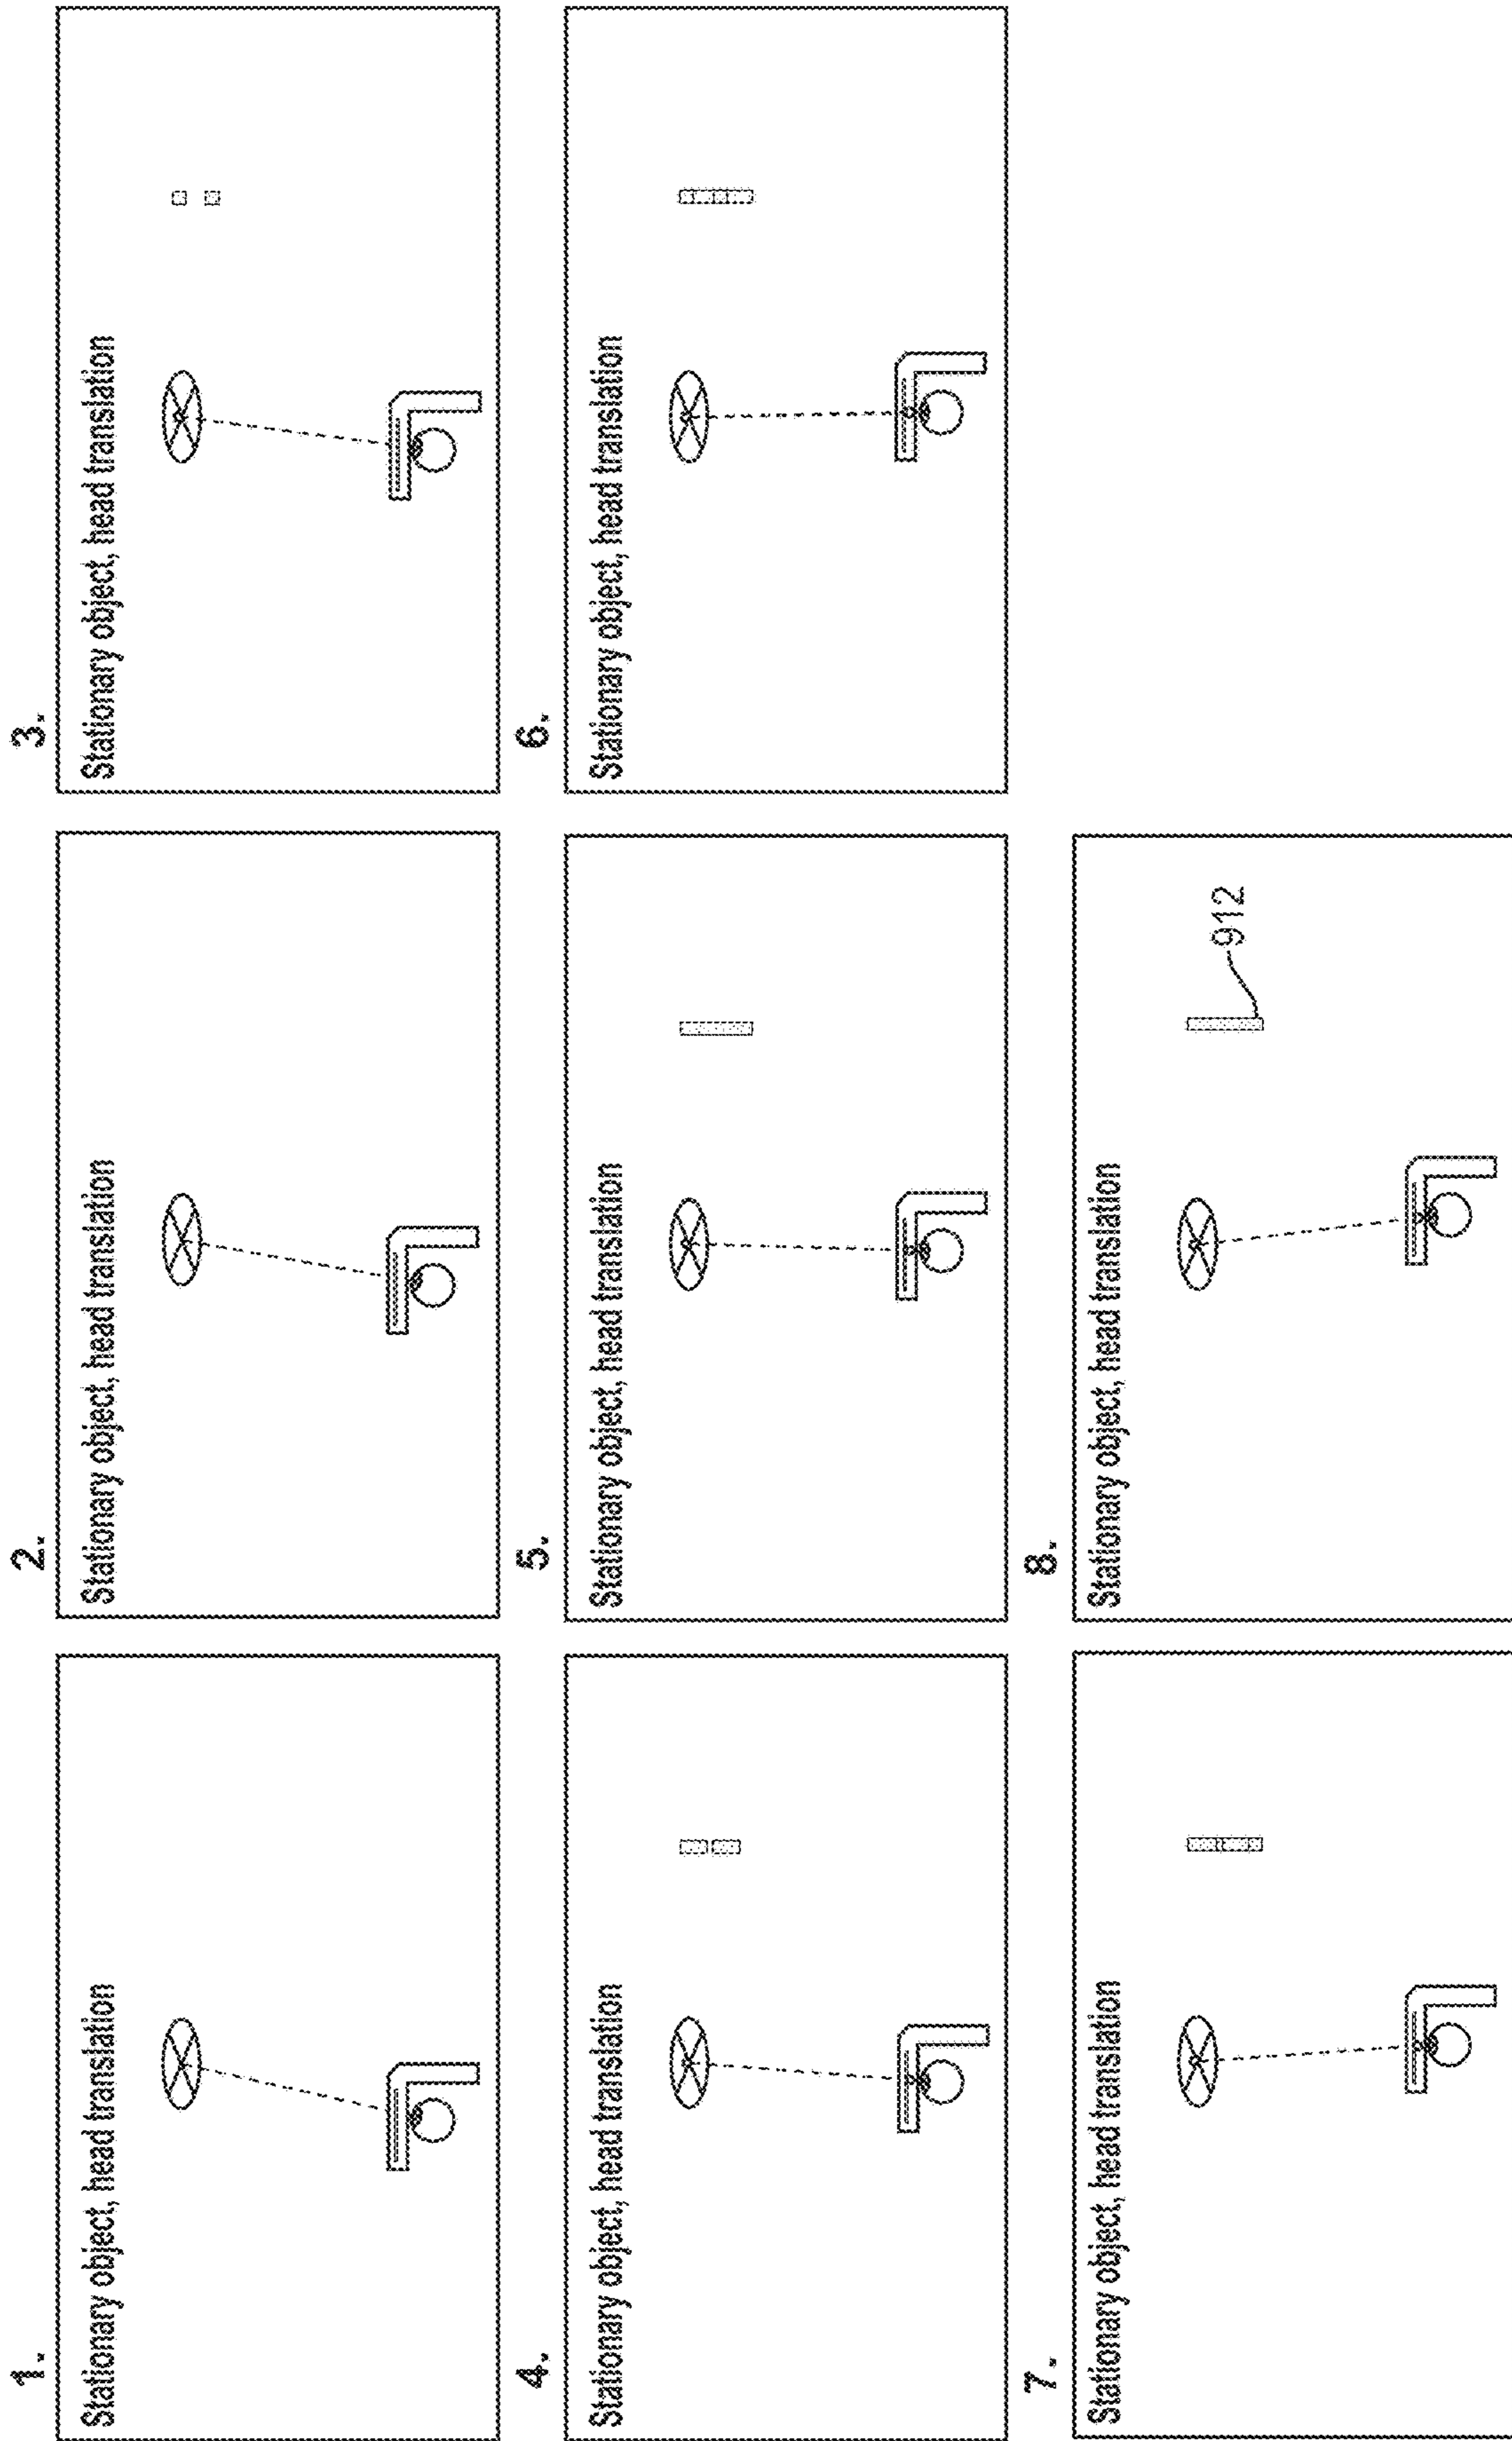 1.
Stationary object, head translation
2.
Stationary object, head translation
3.
Stationary object, head translation
4.
Stationary object, head translation
5.
Stationary object, head translation
6.
Stationary object, head translation
7.
Stationary object, head translation
8.
Stationary object, head translation
912